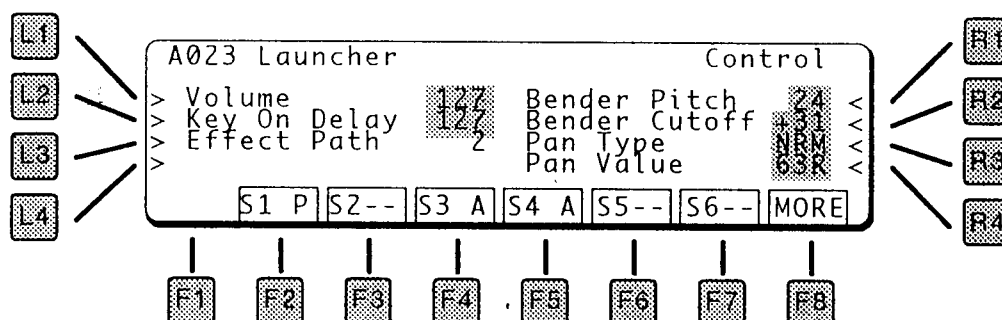 L1
L2
L3
L4
A023 Launcher Control
> Volume 127 Bender Pitch 24 <
> Key On Delay 127 Bender Cutoff +31 <
> Effect Path 2 Pan Type NRM <
> Pan Value 63R <
S1 P S2-- S3 A S4 A S5-- S6-- MORE
R1
R2
R3
R4
F1 F2 F3 F4 F5 F6 F7 F8